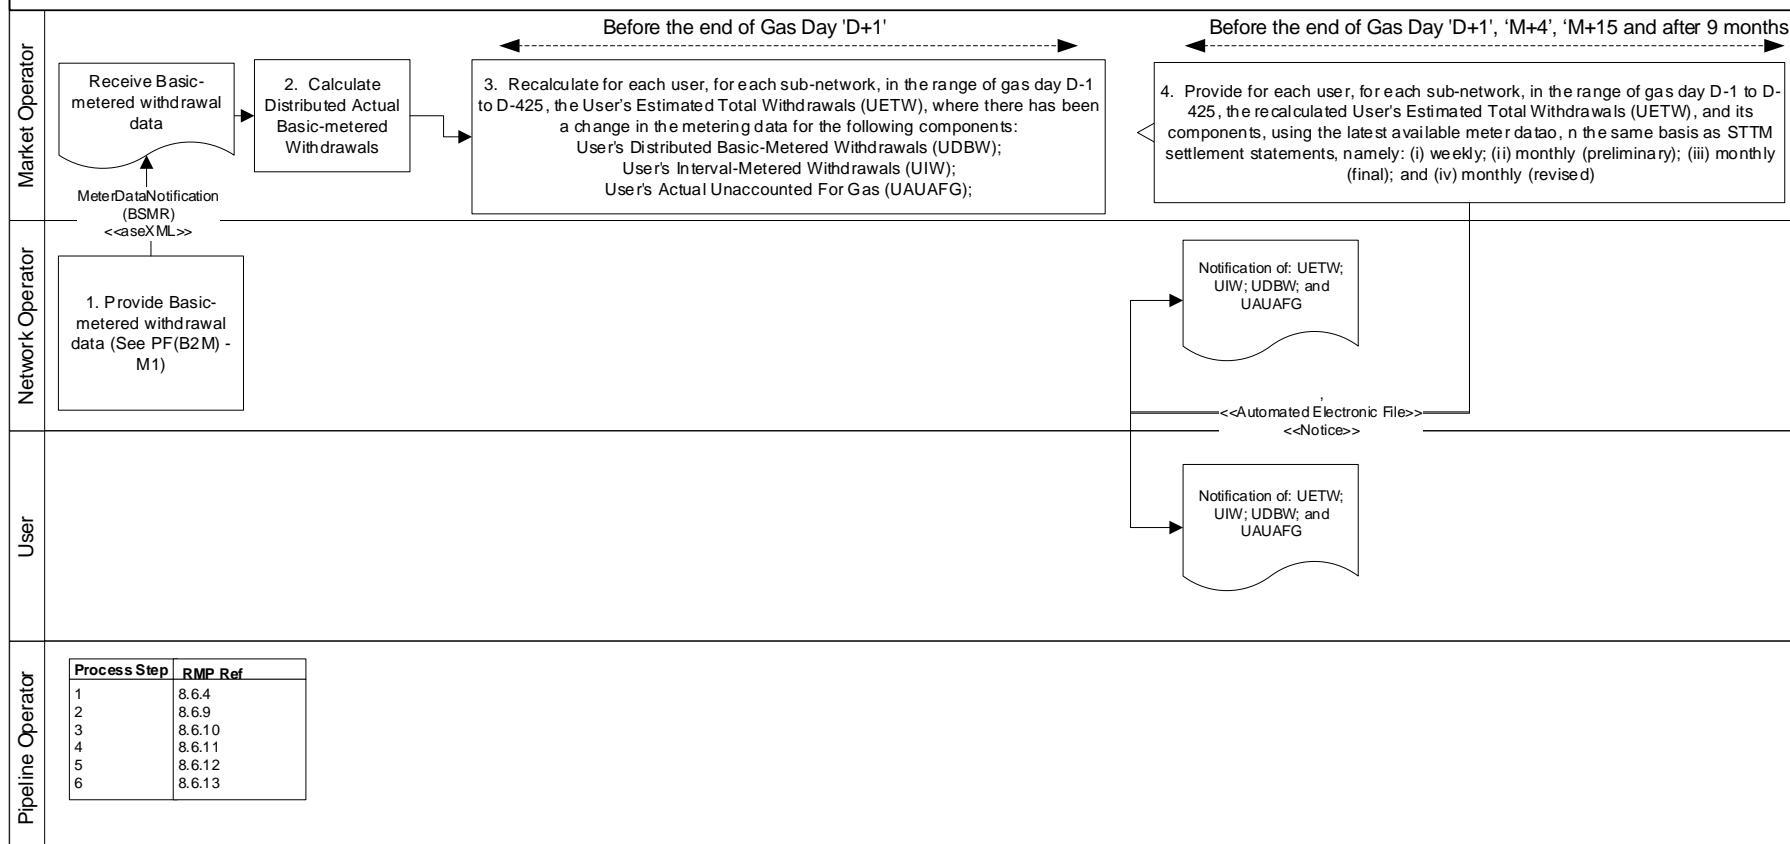 Before the end of Gas Day 'D+1'
Before the end of Gas Day 'D+1', ‘M+4’, ‘M+15 and after 9 months
Market Operator
Receive Basic-
metered withdrawal
data
2. Calculate
Distributed Actual
Basic-metered
Withdrawals
3. Recalculate for each user, for each sub-network, in the range of gas day D-1
to D-425, the User's Estimated Total Withdrawals (UETW), where there has been
a change in the metering data for the following components:
User's Distributed Basic-Metered Withdrawals (UDBW);
User's Interval-Metered Withdrawals (UIW);
User's Actual Unaccounted For Gas (UAUAFG);
4. Provide for each user, for each sub-network, in the range of gas day D-1 to D-
425, the recalculated User's Estimated Total Withdrawals (UETW), and its
components, using the latest available meter datao, n the same basis as STTM
settlement statements, namely: (i) weekly; (ii) monthly (preliminary); (iii) monthly
(final); and (iv) monthly (revised)
MeterDataNotification
(BSMR)
<<aseXML>>
Network Operator
1. Provide Basic-
metered withdrawal
data (See PF(B2M) -
M1)
Notification of: UETW;
UIW; UDBW; and
UAUAFG
,
<<Automated Electronic File>>
<<Notice>>
User
Notification of: UETW;
UIW; UDBW; and
UAUAFG
Pipeline Operator
Process Step RMP Ref
1 8.6.4
2 8.6.9
3 8.6.10
4 8.6.11
5 8.6.12
6 8.6.13